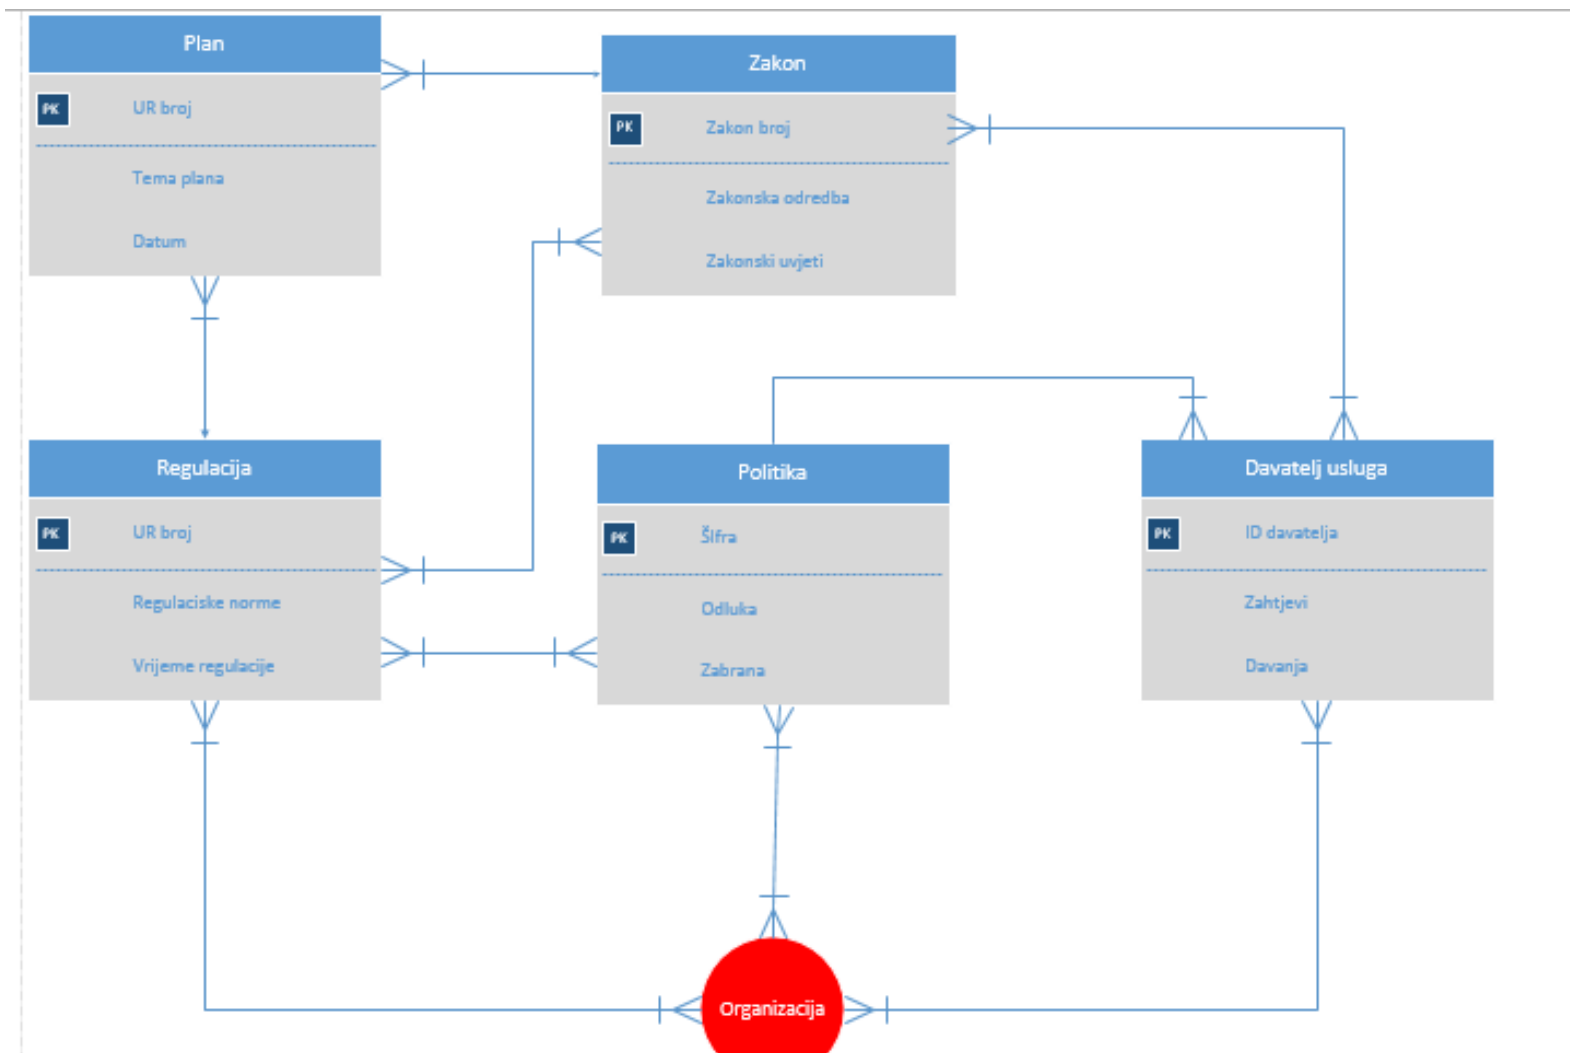 Plan
PK UR broj
Tema plana
Datum
Zakon
PK Zakon broj
Zakonska odredba
Zakonski uvjeti
Regulacija
PK UR broj
Regulaciske norme
Vrijeme regulacije
Politika
PK Šifra
Odluka
Zabrana
Davatelj usluga
PK ID davatelja
Zahtjevi
Davanja
Organizacija